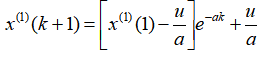 x⁽¹⁾(k+1) = [x⁽¹⁾(1) − u/a]e⁻ᵃᵏ + u/a